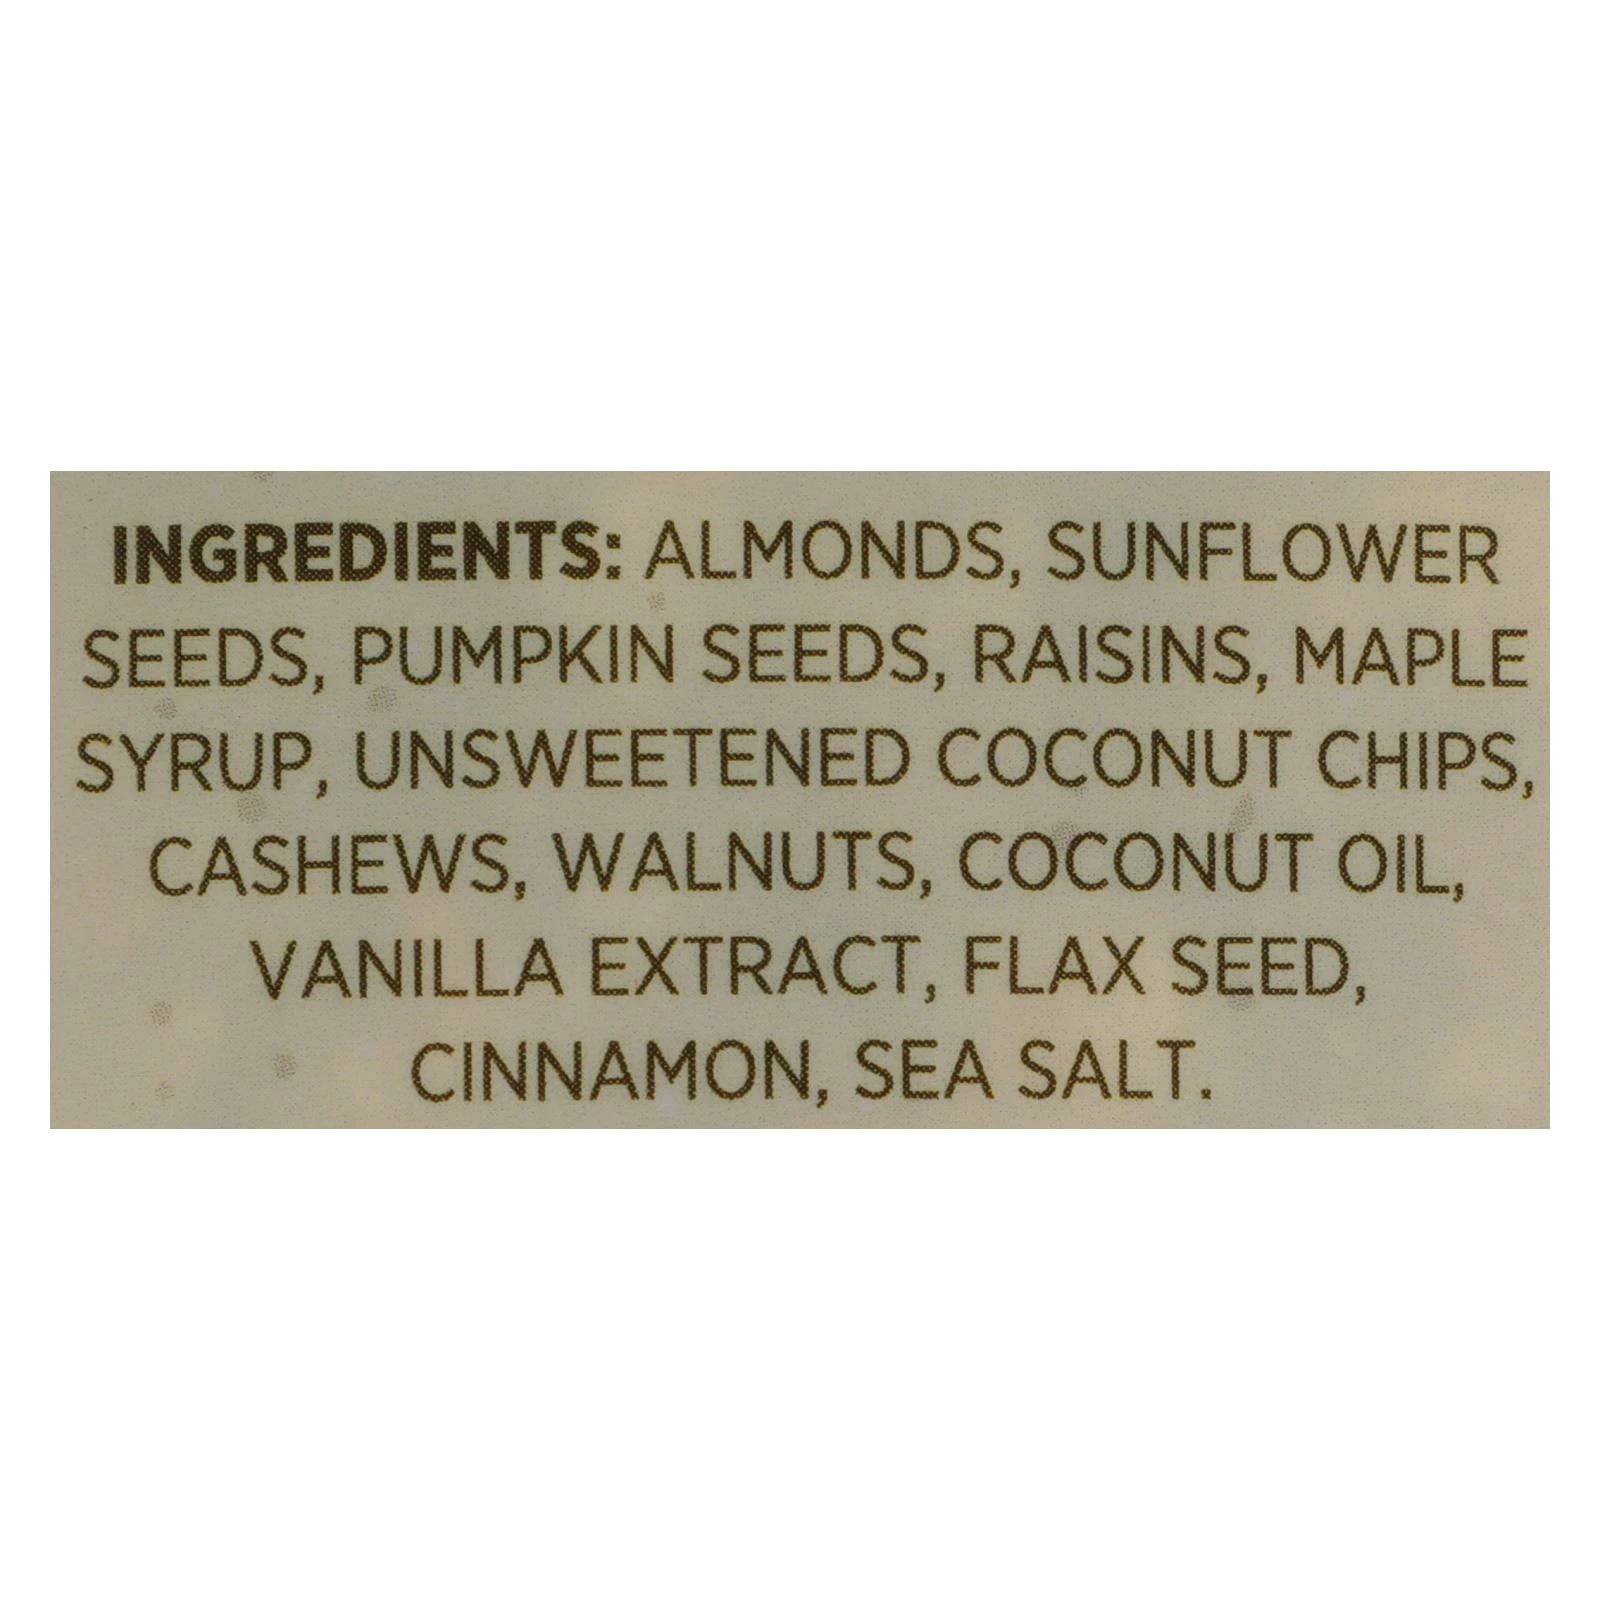 INGREDIENTS: ALMONDS, SUNFLOWER
SEEDS, PUMPKIN SEEDS, RAISINS, MAPLE
SYRUP, UNSWEETENED COCONUT CHIPS,
CASHEWS, WALNUTS, COCONUT OIL,
VANILLA EXTRACT, FLAX SEED,
CINNAMON, SEA SALT.